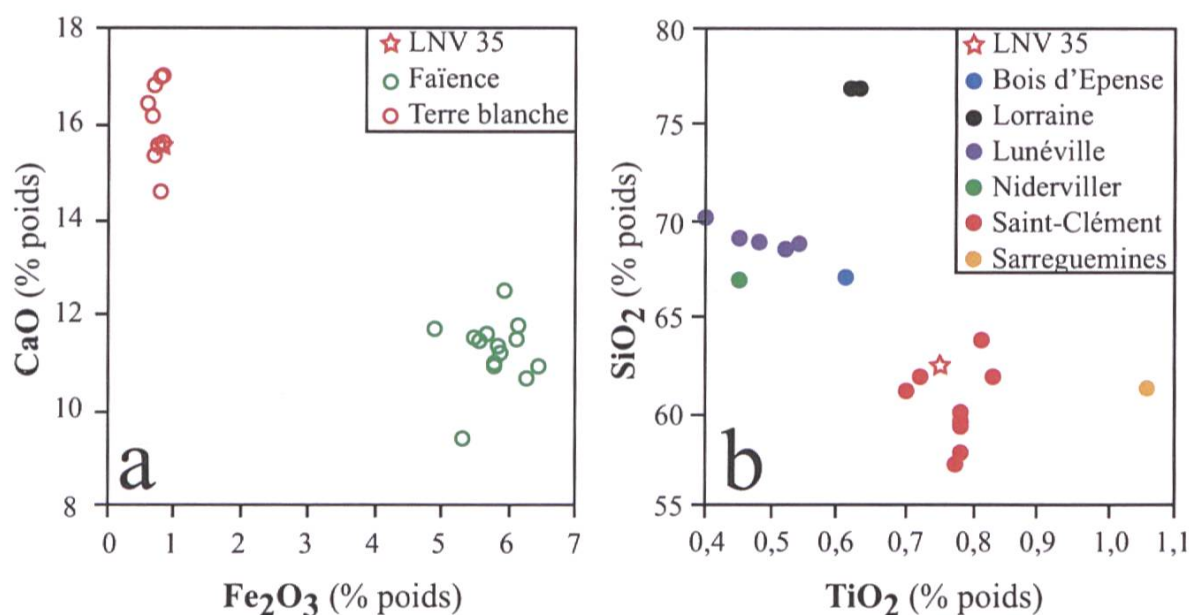 18
16
14
12
10
8
CaO (% poids)
LNV 35
Faïence
Terre blanche
a
0 1 2 3 4 5 6 7
Fe2O3 (% poids)
80
75
70
65
60
55
SiO2 (% poids)
LNV 35
Bois d'Epense
Lorraine
Lunéville
Niderviller
Saint-Clément
Sarreguemines
b
0,4 0,5 0,6 0,7 0,8 0,9 1,0 1,1
TiO2 (% poids)